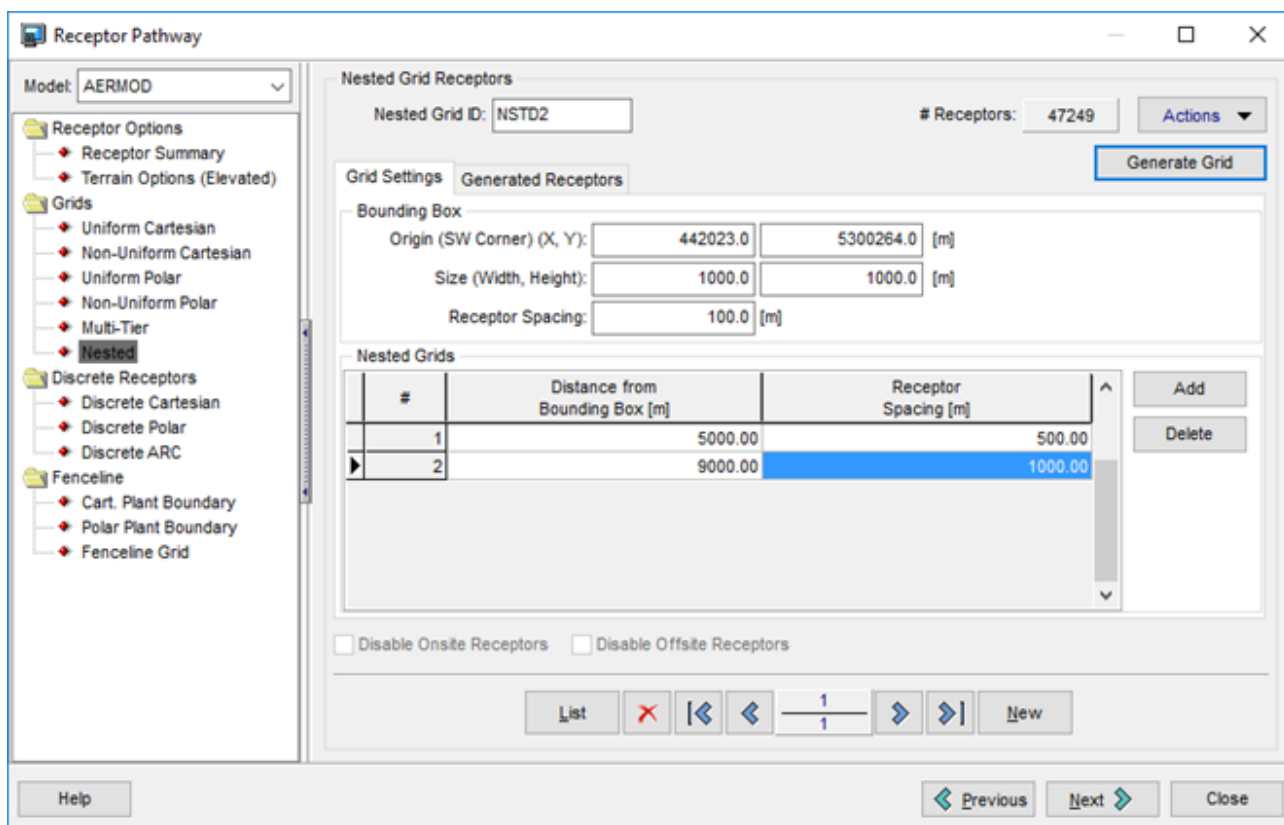 Receptor Pathway
Model: AERMOD
Receptor Options
Receptor Summary
Terrain Options (Elevated)
Grids
Uniform Cartesian
Non-Uniform Cartesian
Uniform Polar
Non-Uniform Polar
Multi-Tier
Nested
Discrete Receptors
Discrete Cartesian
Discrete Polar
Discrete ARC
Fenceline
Cart. Plant Boundary
Polar Plant Boundary
Fenceline Grid
Nested Grid Receptors
Nested Grid ID: NSTD2 # Receptors: 47249 Actions
Generate Grid
Grid Settings Generated Receptors
Bounding Box
Origin (SW Corner) (X, Y): 442023.0 5300264.0 [m]
Size (Width, Height): 1000.0 1000.0 [m]
Receptor Spacing: 100.0 [m]
Nested Grids
# Distance from Bounding Box [m] Receptor Spacing [m] Add
1 5000.00 500.00 Delete
2 9000.00 1000.00
Disable Onsite Receptors Disable Offsite Receptors
List 1 New
1
Help Previous Next Close